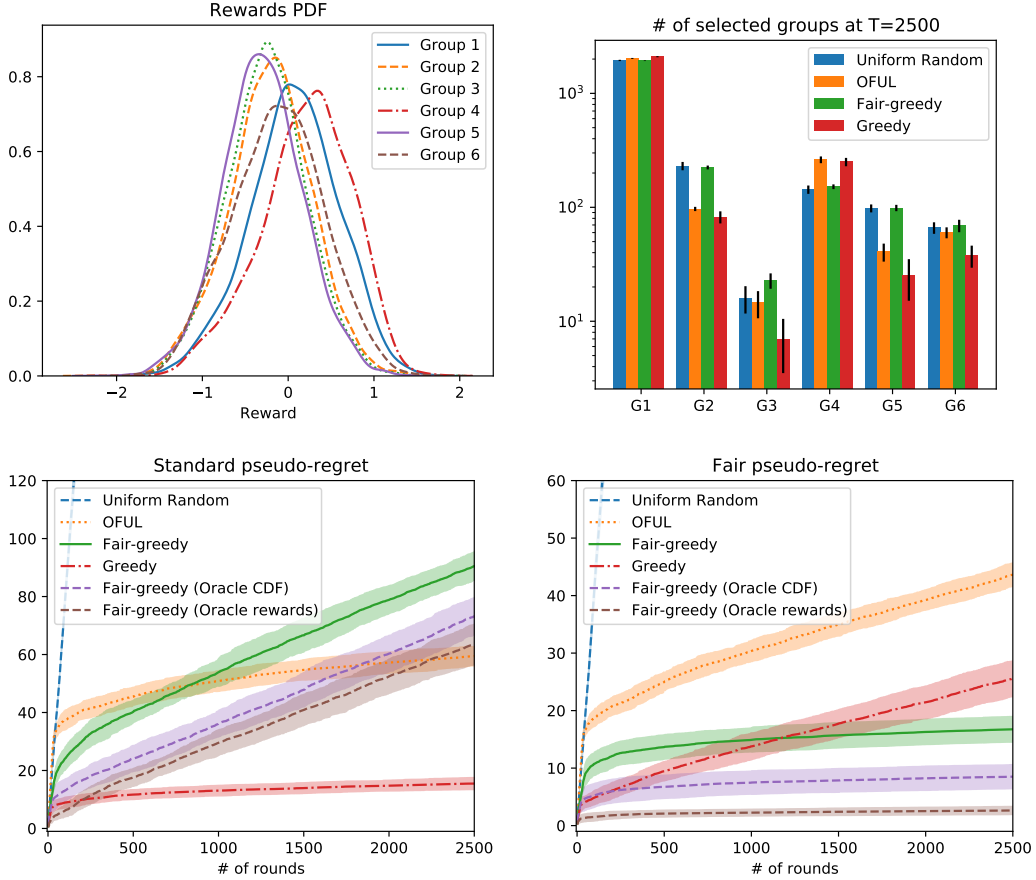 Rewards PDF
0.8
0.6
0.4
0.2
0.0
−2
−1
0
1
2
Reward
Group 1
Group 2
Group 3
Group 4
Group 5
Group 6
# of selected groups at T=2500
10³
10²
10¹
G1
G2
G3
G4
G5
G6
Uniform Random
OFUL
Fair-greedy
Greedy
Standard pseudo-regret
120
100
80
60
40
20
0
0
500
1000
1500
2000
2500
# of rounds
Uniform Random
OFUL
Fair-greedy
Greedy
Fair-greedy (Oracle CDF)
Fair-greedy (Oracle rewards)
Fair pseudo-regret
60
50
40
30
20
10
0
0
500
1000
1500
2000
2500
# of rounds
Uniform Random
OFUL
Fair-greedy
Greedy
Fair-greedy (Oracle CDF)
Fair-greedy (Oracle rewards)